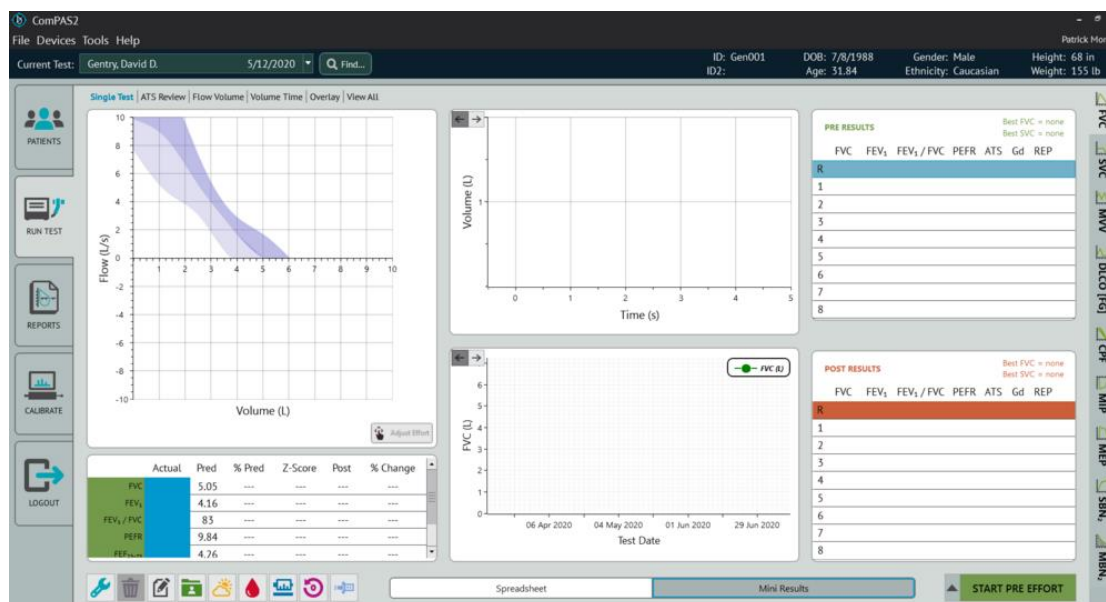 ComPAS2
File Devices Tools Help
Patrick Mor
Current Test: Gentry, David D. 5/12/2020 Find...
ID: Gen001 DOB: 7/8/1988 Gender: Male Height: 68 in
ID2: Age: 31.84 Ethnicity: Caucasian Weight: 155 lb
PATIENTS
RUN TEST
REPORTS
CALIBRATE
LOGOUT
Single Test ATS Review Flow Volume Volume Time Overlay View All
10
8
6
4
2
0
-2
-4
-6
-8
-10
1 2 3 4 5 6 7 8 9 10
Flow (L/s)
Volume (L)
Adjust Effort
Actual Pred % Pred Z-Score Post % Change
FVC 5.05 --- --- --- ---
FEV₁ 4.16 --- --- --- ---
FEV₁/FVC 83 --- --- --- ---
PEFR 9.84 --- --- --- ---
4.26 --- --- --- ---
Volume (L)
1
0 1 2 3 4 5
Time (s)
FVC (L)
FVC (L)
6
5
4
3
2
1
0
06 Apr 2020 04 May 2020 01 Jun 2020 29 Jun 2020
Test Date
PRE RESULTS
Best FVC = none
Best SVC = none
FVC FEV₁ FEV₁/FVC PEFR ATS Gd REP
R
1
2
3
4
5
6
7
8
POST RESULTS
Best FVC = none
Best SVC = none
FVC FEV₁ FEV₁/FVC PEFR ATS Gd REP
R
1
2
3
4
5
6
7
8
FVC
SVC
MVV
DLCO (FG)
CPF
MIP
MEP
SBN₂
MBN₂
Spreadsheet
Mini Results
START PRE EFFORT